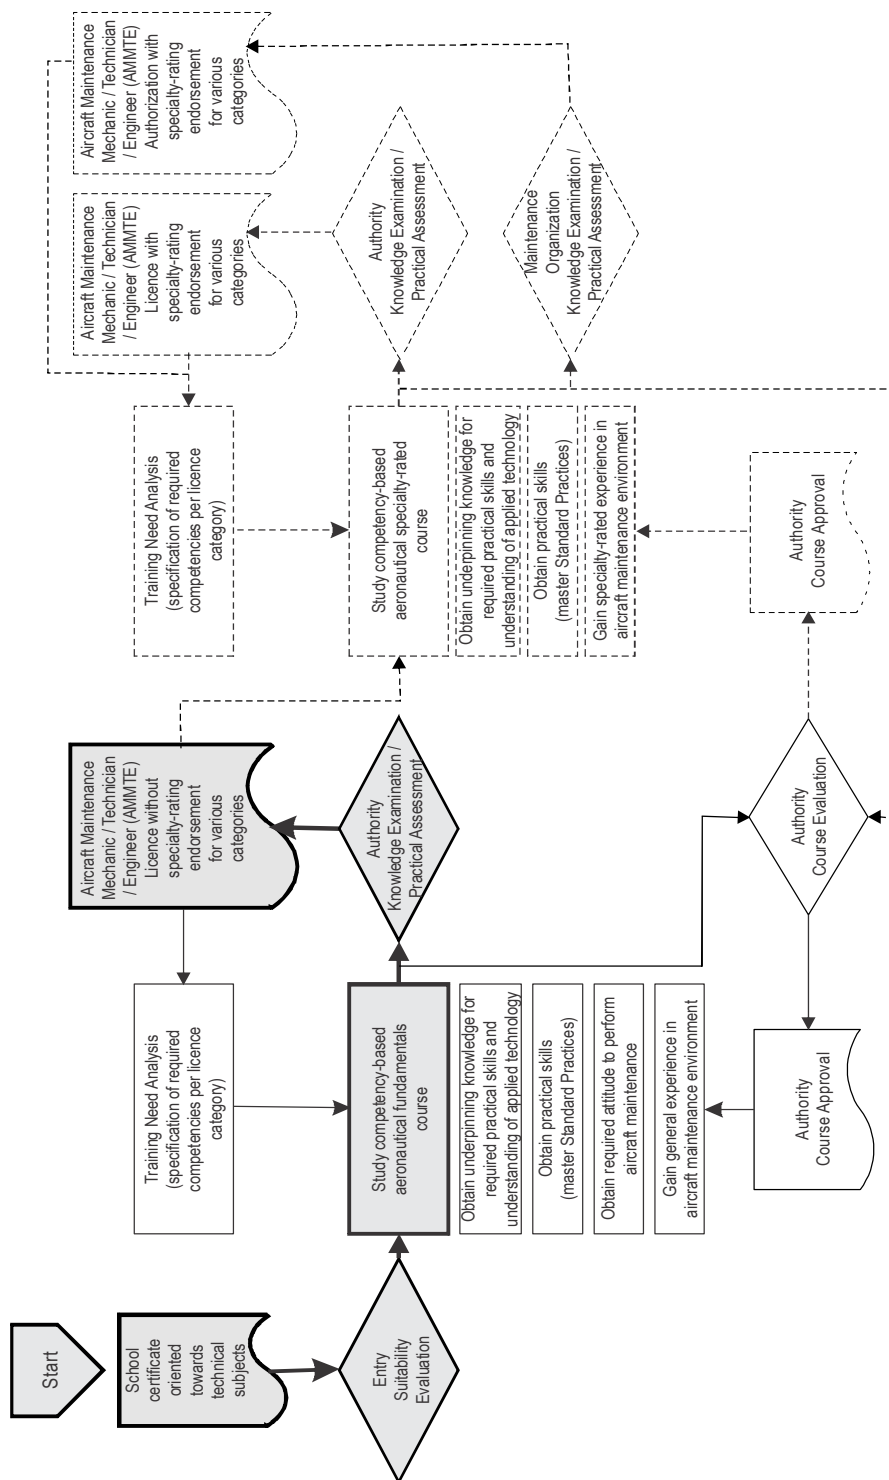 Start
School
certificate
oriented
towards
technical
subjects
Entry
Suitability
Evaluation
Training Need Analysis
(specification of required
competencies per licence
category)
Study competency-based
aeronautical fundamentals
course
Obtain underpinning knowledge for
required practical skills and
understanding of applied technology
Obtain practical skills
(master Standard Practices)
Obtain required attitude to perform
aircraft maintenance
Gain general experience in
aircraft maintenance environment
Authority
Course Approval
Aircraft Maintenance
Mechanic / Technician
/ Engineer (AMMTE)
Licence without
specialty-rating
endorsement
for various
categories
Authority
Knowledge Examination /
Practical Assessment
Authority
Course Evaluation
Training Need Analysis
(specification of required
competencies per licence
category)
Study competency-based
aeronautical specialty-rated
course
Obtain underpinning knowledge for
required practical skills and
understanding of applied technology
Obtain practical skills
(master Standard Practices)
Gain specialty-rated experience in
aircraft maintenance environment
Authority
Course Approval
Aircraft Maintenance
Mechanic / Technician
/ Engineer (AMMTE)
Licence with
specialty-rating
endorsement
for various
categories
Aircraft Maintenance
Mechanic / Technician
/ Engineer (AMMTE)
Authorization with
specialty-rating
endorsement
for various
categories
Authority
Knowledge Examination /
Practical Assessment
Maintenance
Organization
Knowledge Examination /
Practical Assessment